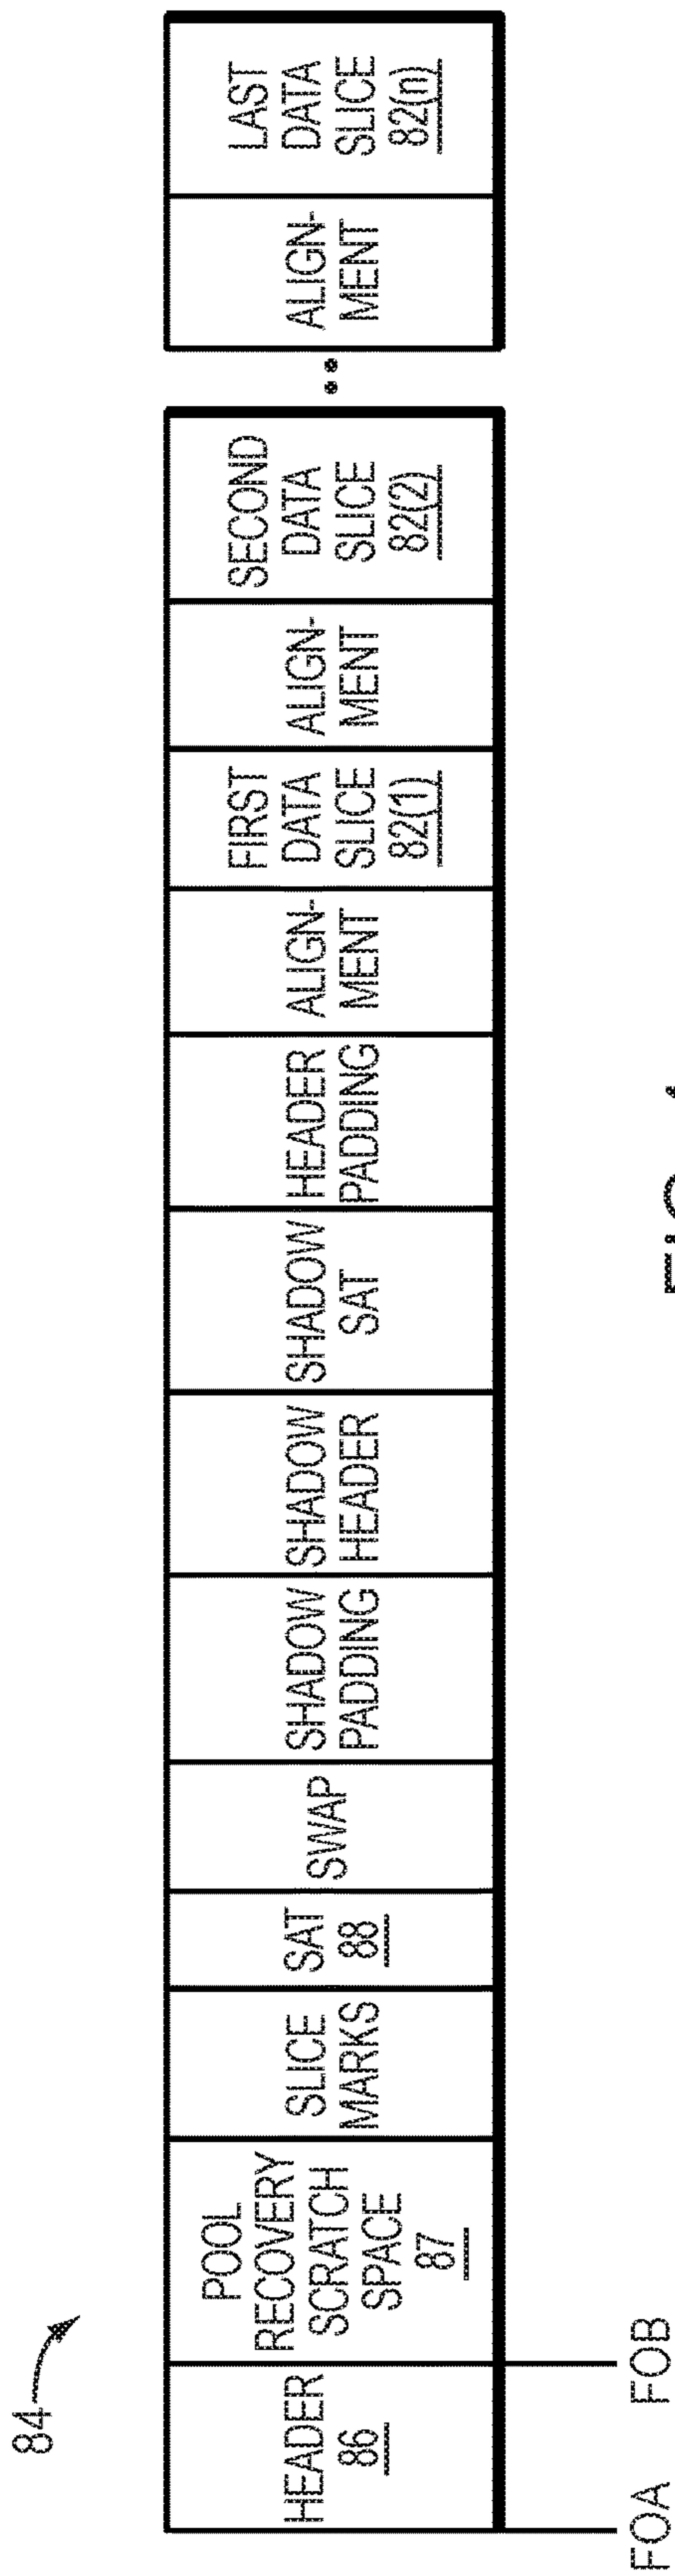 84
HEADER
86
POOL
RECOVERY
SCRATCH
SPACE
87
SLICE
MARKS
SAT
88
SWAP
SHADOW
PADDING
SHADOW
HEADER
SHADOW
SAT
HEADER
PADDING
ALIGN-
MENT
FIRST
DATA
SLICE
82(1)
ALIGN-
MENT
SECOND
DATA
SLICE
82(2)
ALIGN-
MENT
LAST
DATA
SLICE
82(n)
FOA
FOB